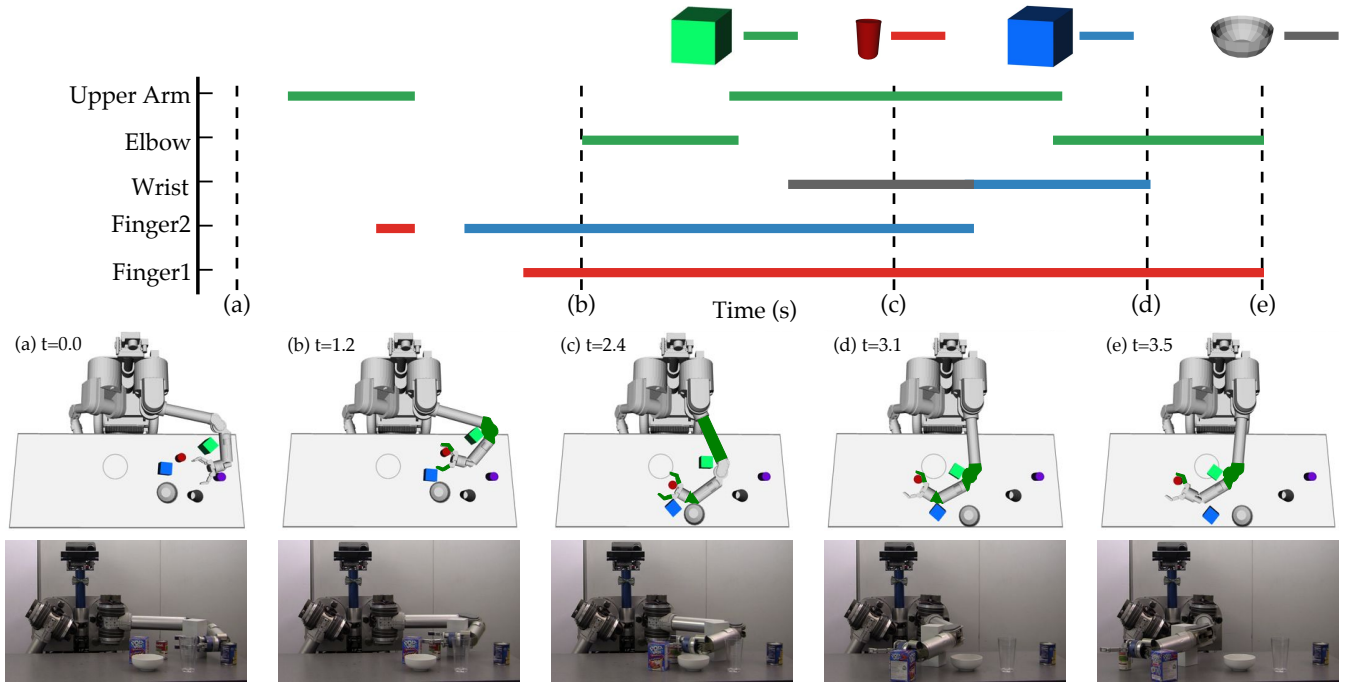 Upper Arm
Elbow
Wrist
Finger2
Finger1
(a)
(b)
Time (s)
(c)
(d)
(e)
(a) t=0.0
(b) t=1.2
(c) t=2.4
(d) t=3.1
(e) t=3.5